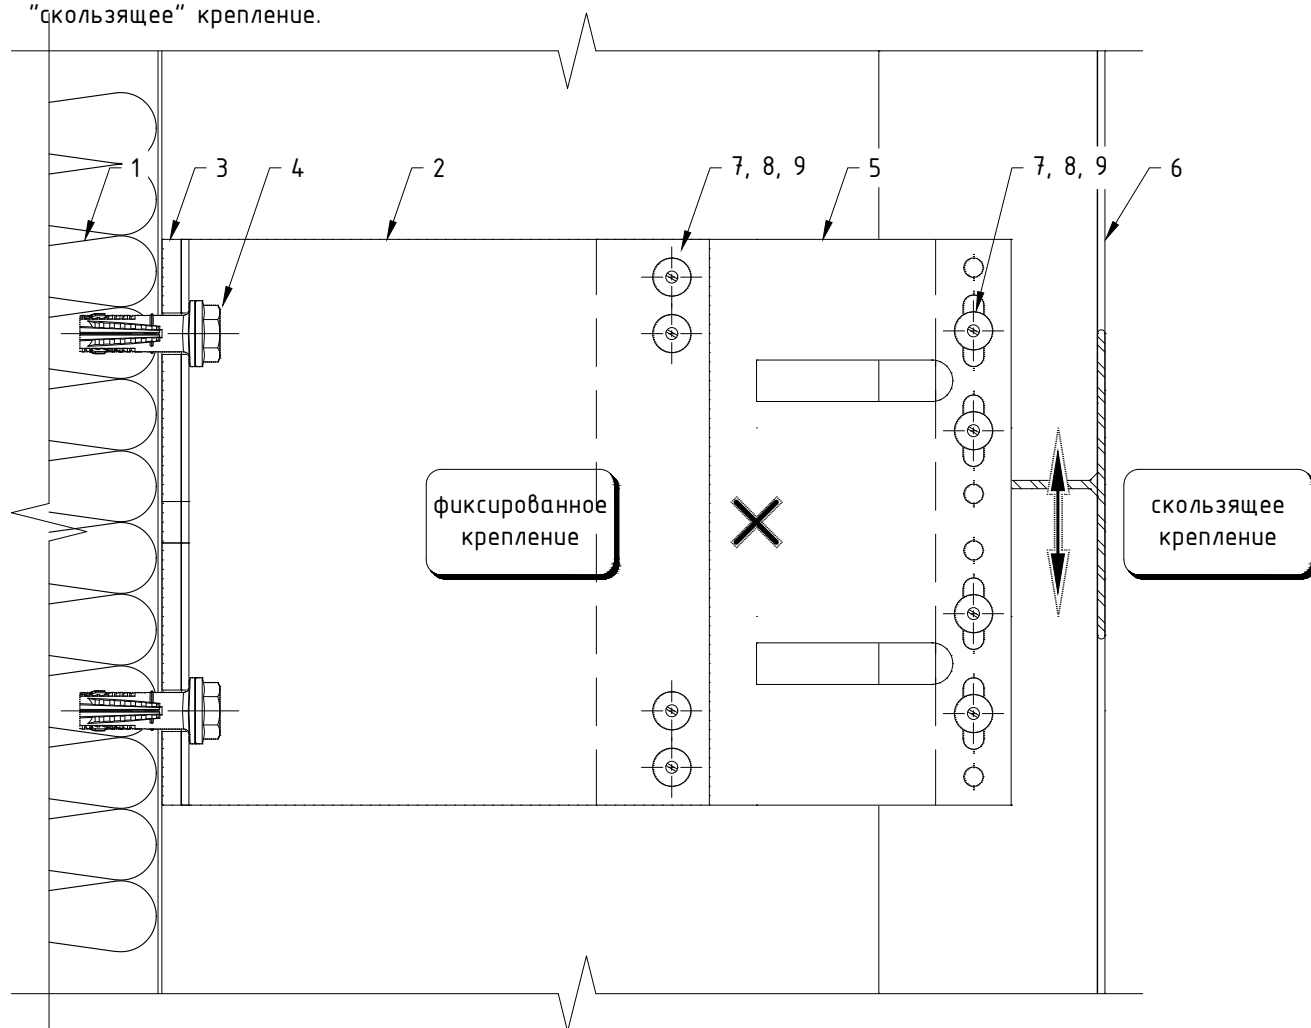 "скользящее" крепление.
1
3
4
2
7, 8, 9
5
7, 8, 9
6
фиксированное
крепление
скользящее
крепление